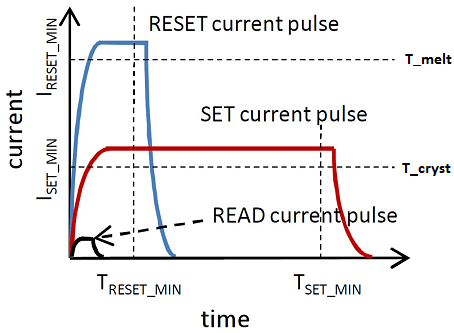 RESET current pulse
I_RESET_MIN
T_melt
current
SET current pulse
I_SET_MIN
T_cryst
READ current pulse
T_RESET_MIN
T_SET_MIN
time